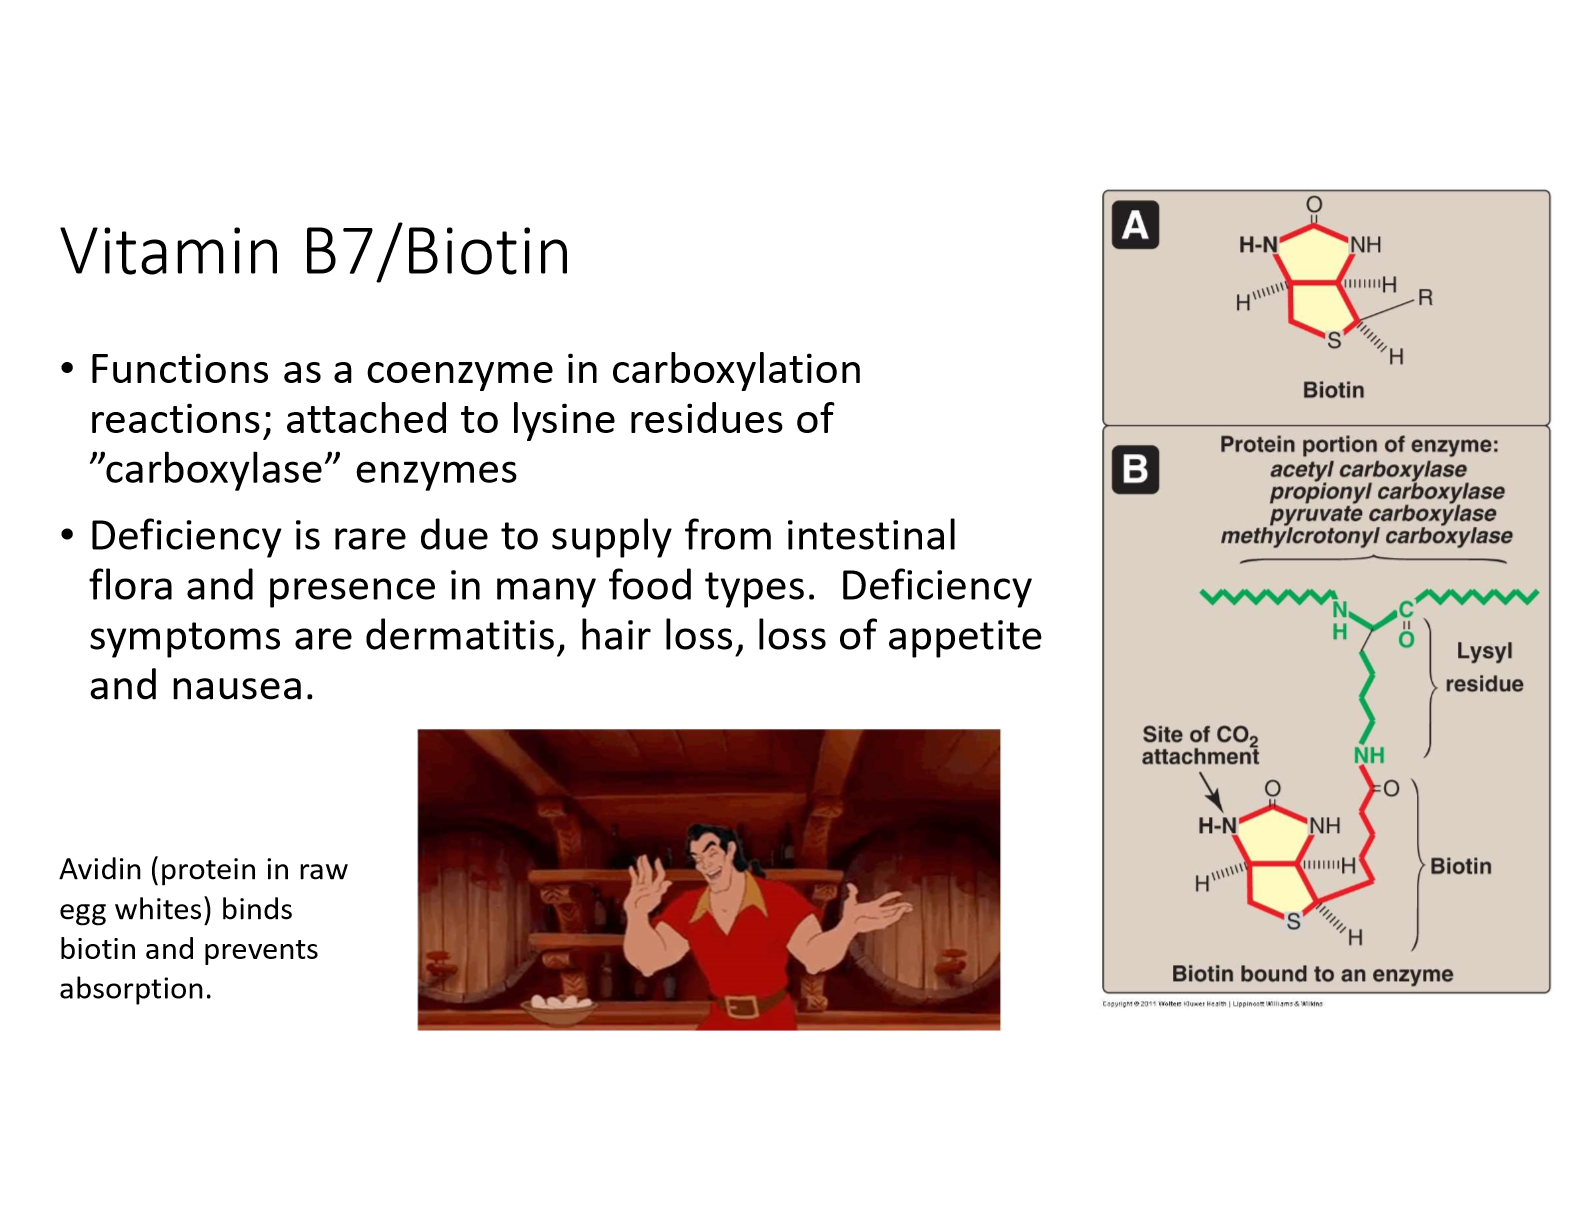 Vitamin B7/Biotin
• Functions as a coenzyme in carboxylation
reactions; attached to lysine residues of
”carboxylase” enzymes
• Deficiency is rare due to supply from intestinal
flora and presence in many food types.  Deficiency
symptoms are dermatitis, hair loss, loss of appetite
and nausea.
Avidin (protein in raw
egg whites) binds
biotin and prevents
absorption.
A
O
H-N
NH
H
H
R
S
H
Biotin
B
Protein portion of enzyme:
acetyl carboxylase
propionyl carboxylase
pyruvate carboxylase
methylcrotonyl carboxylase
N
H
C
O
Lysyl
residue
Site of CO2
attachment
NH
O
O
H-N
NH
H
H
S
H
Biotin
Biotin bound to an enzyme
Copyright © 2011 Wolters Kluwer Health | Lippincott Williams & Wilkins